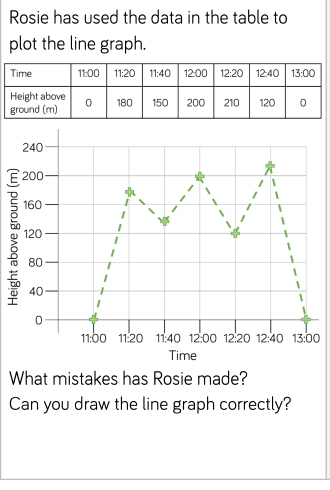 Rosie has used the data in the table to
plot the line graph.
Time 11:00 11:20 11:40 12:00 12:20 12:40 13:00
Height above
ground (m) 0 180 150 200 210 120 0
Height above ground (m)
240
200
160
120
80
40
0
11:00 11:20 11:40 12:00 12:20 12:40 13:00
Time
What mistakes has Rosie made?
Can you draw the line graph correctly?